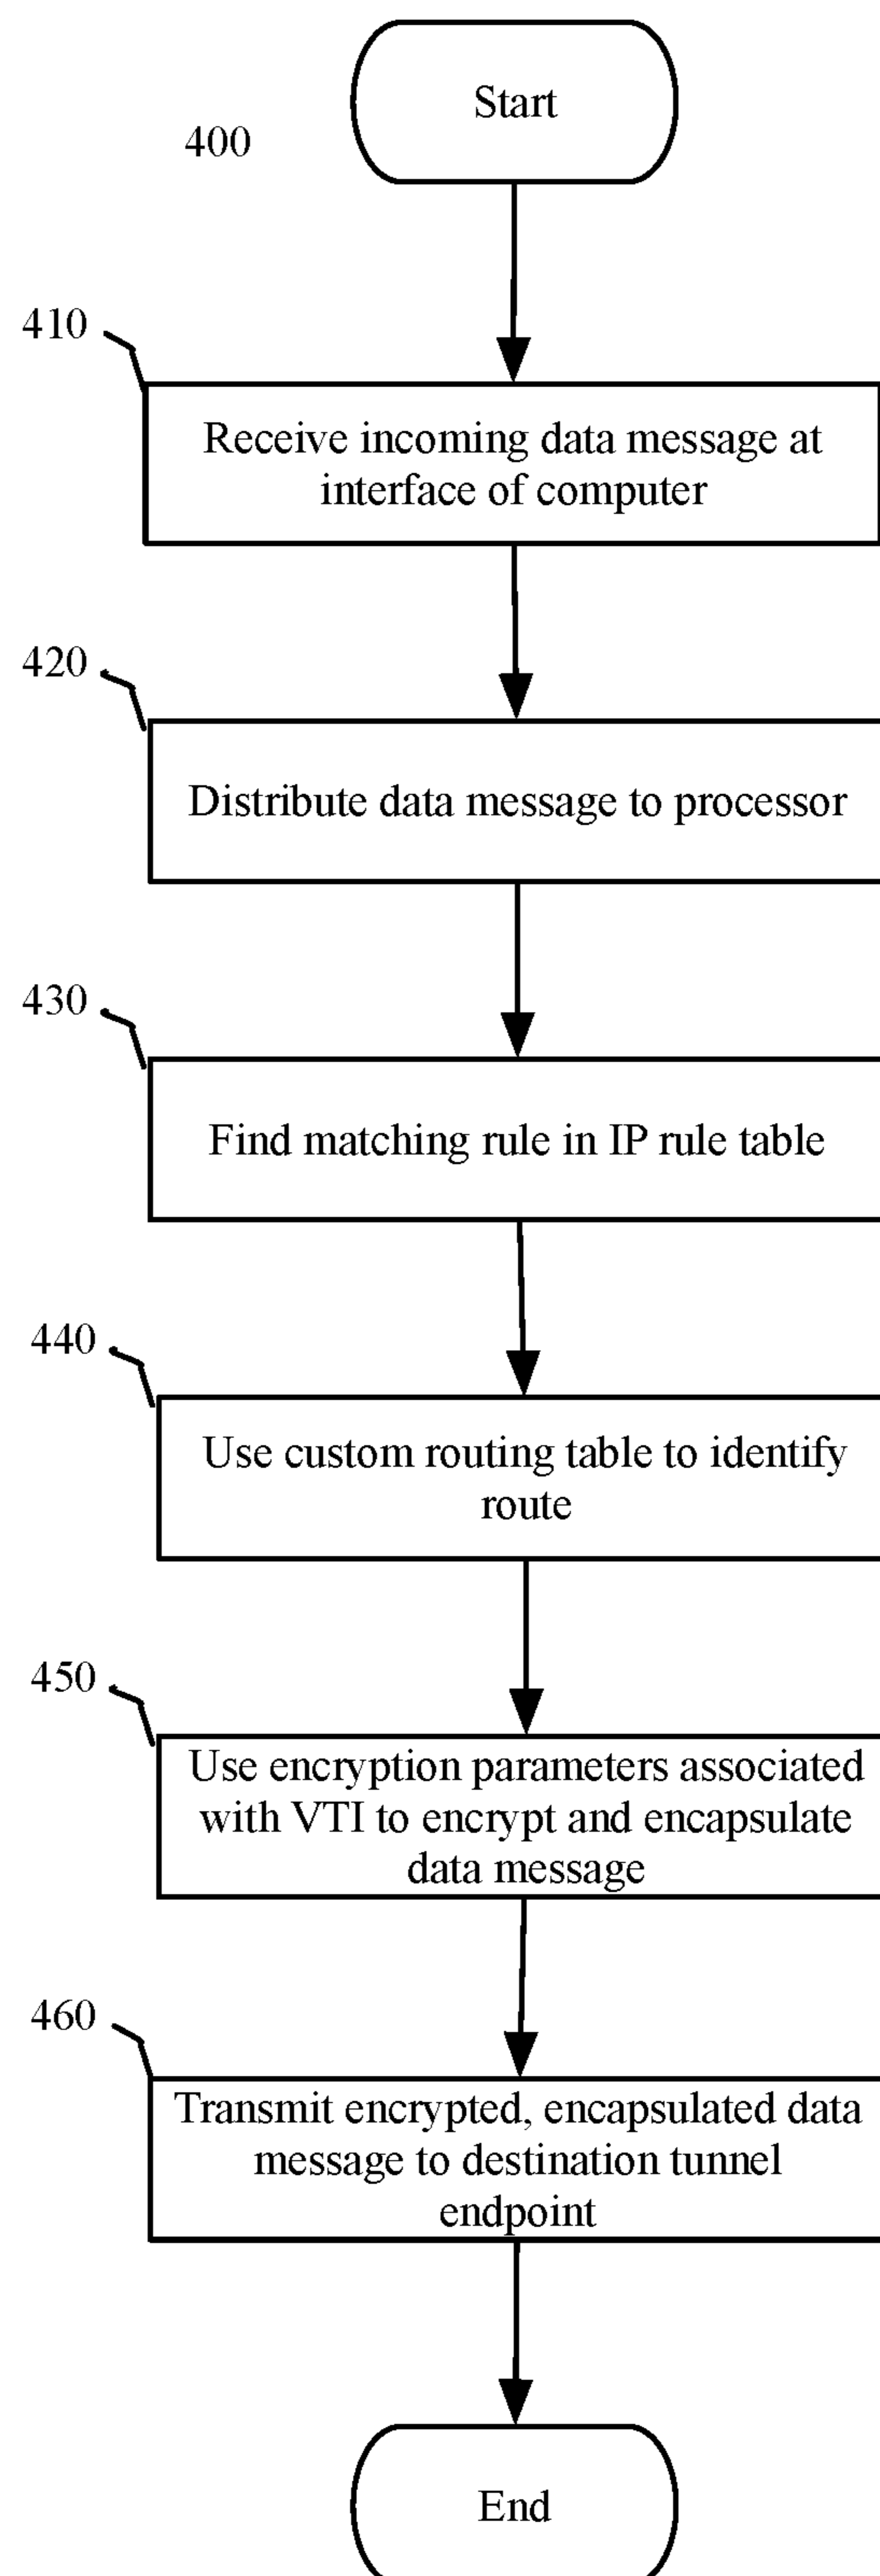 Start
400
410
Receive incoming data message at
interface of computer
420
Distribute data message to processor
430
Find matching rule in IP rule table
440
Use custom routing table to identify
route
450
Use encryption parameters associated
with VTI to encrypt and encapsulate
data message
460
Transmit encrypted, encapsulated data
message to destination tunnel
endpoint
End